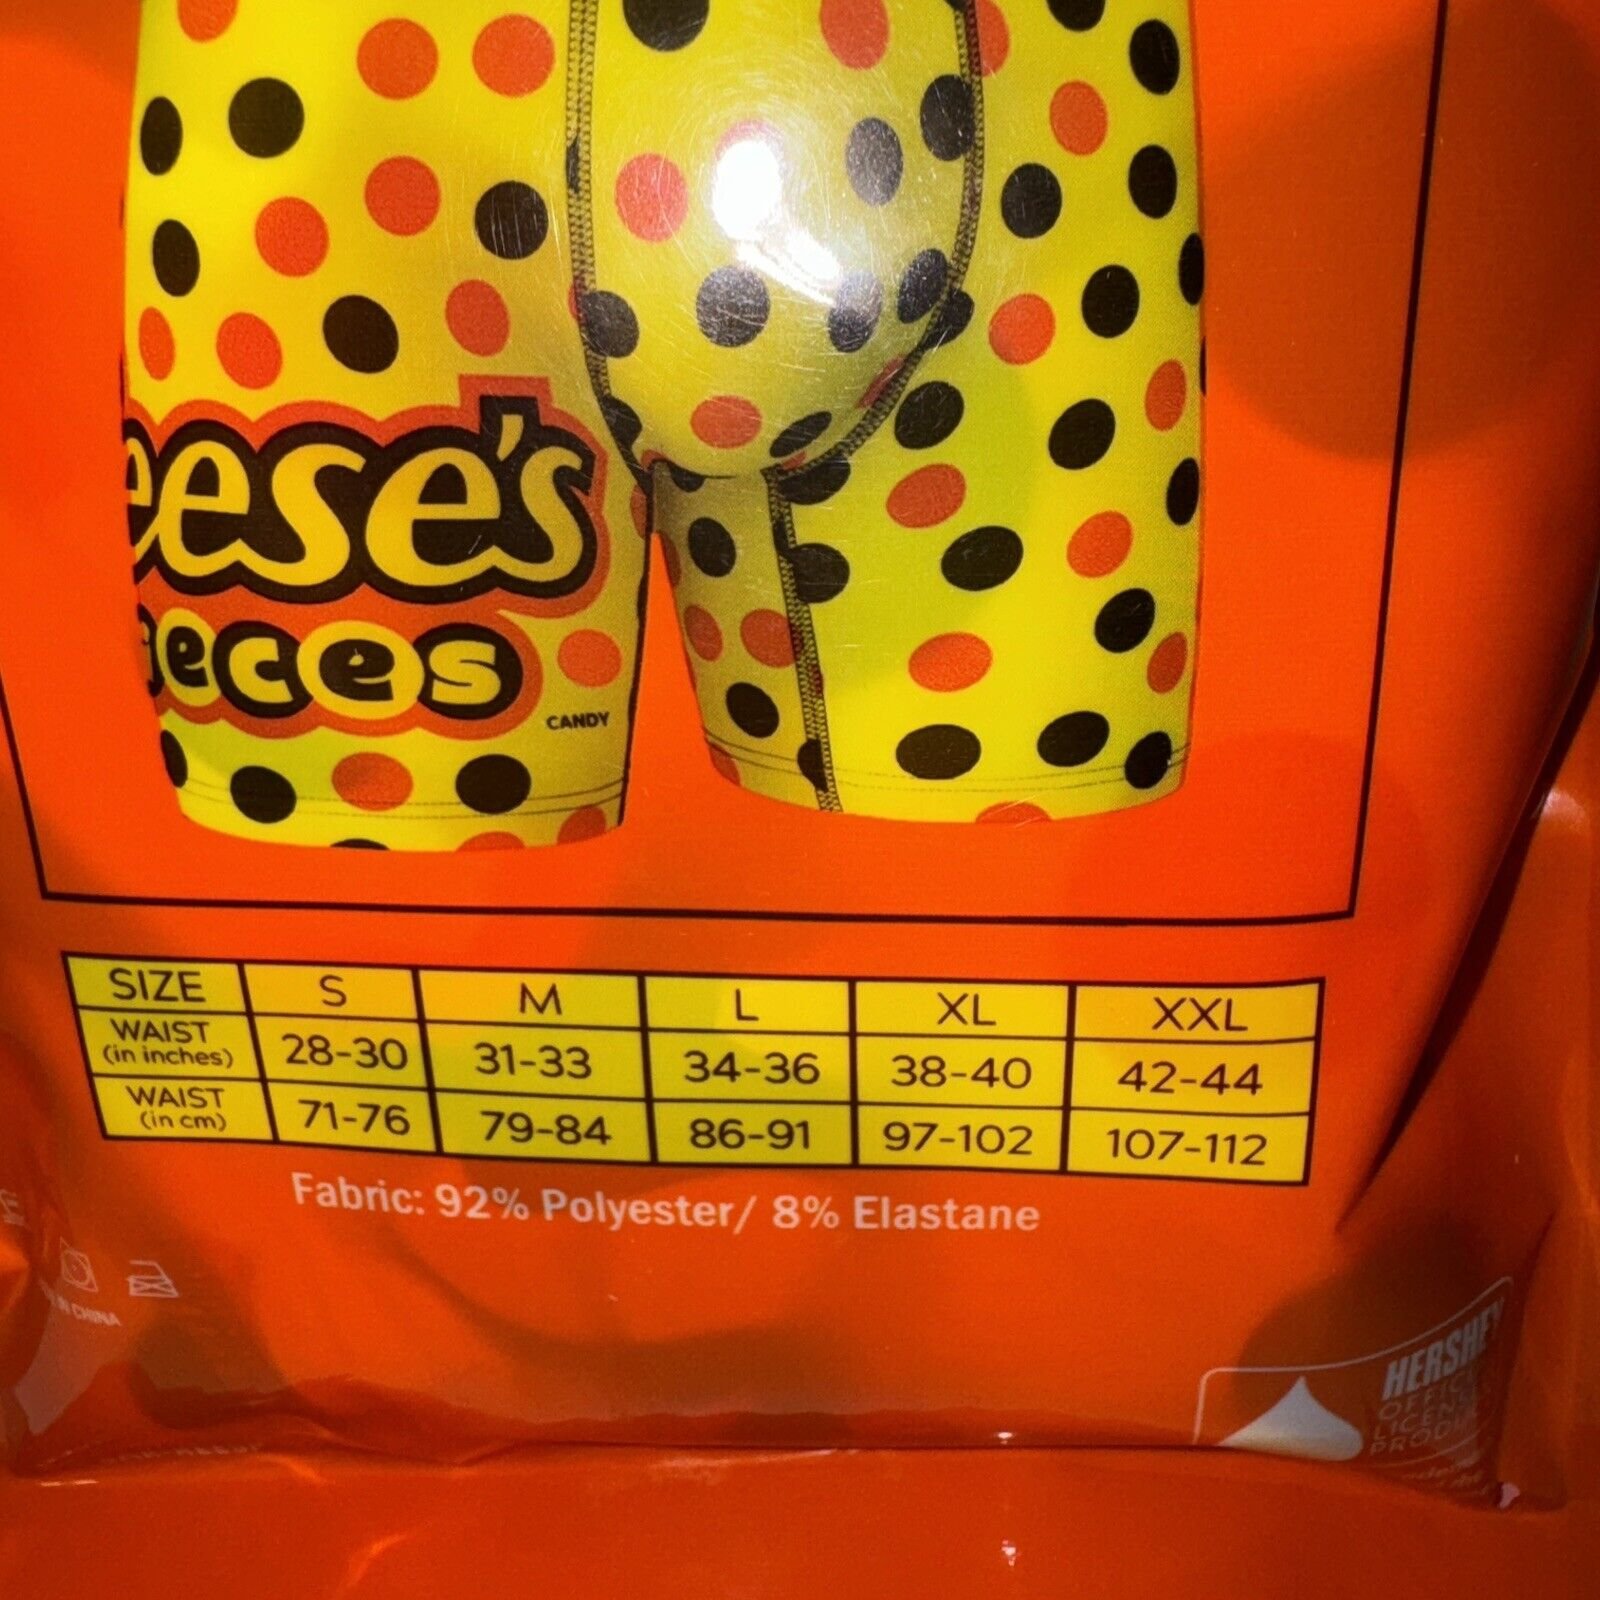 eese's
ieces
CANDY
SIZE S M L XL XXL
WAIST (in inches) 28-30 31-33 34-36 38-40 42-44
WAIST (in cm) 71-76 79-84 86-91 97-102 107-112
Fabric: 92% Polyester/ 8% Elastane
IN CHINA
HERSHEY